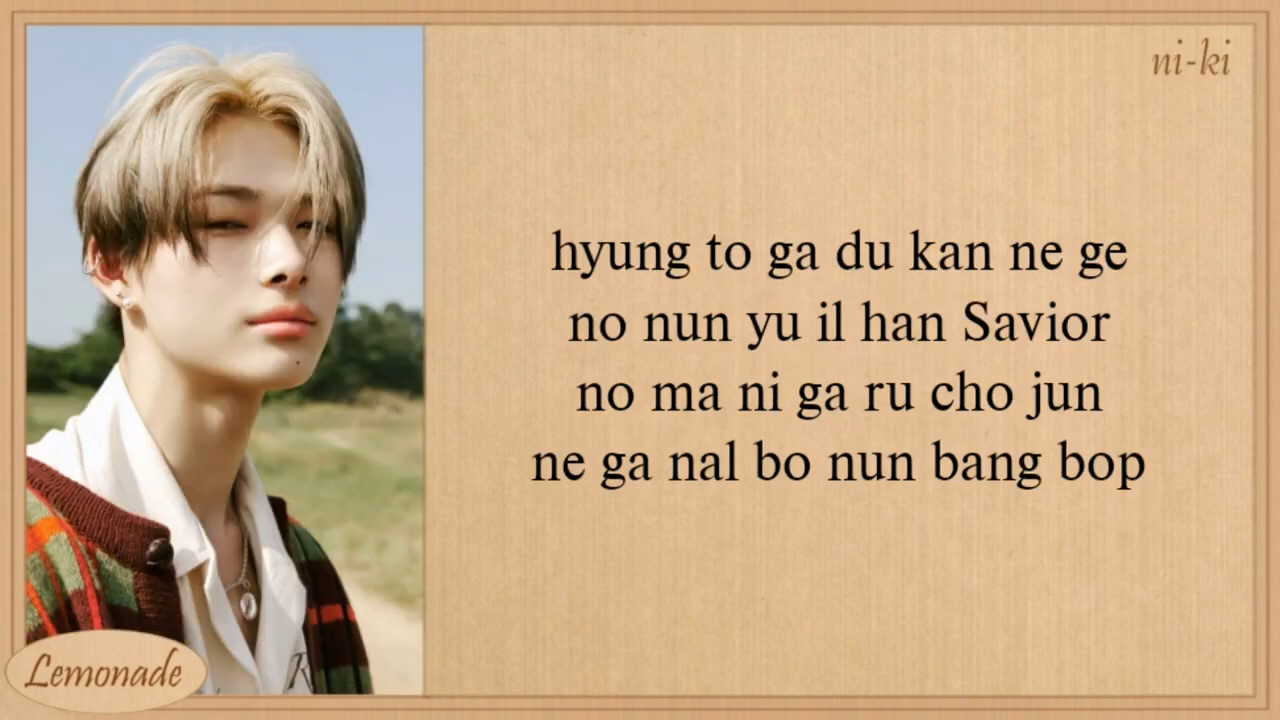 ni-ki
hyung to ga du kan ne ge
no nun yu il han Savior
no ma ni ga ru cho jun
ne ga nal bo nun bang bop
Lemonade